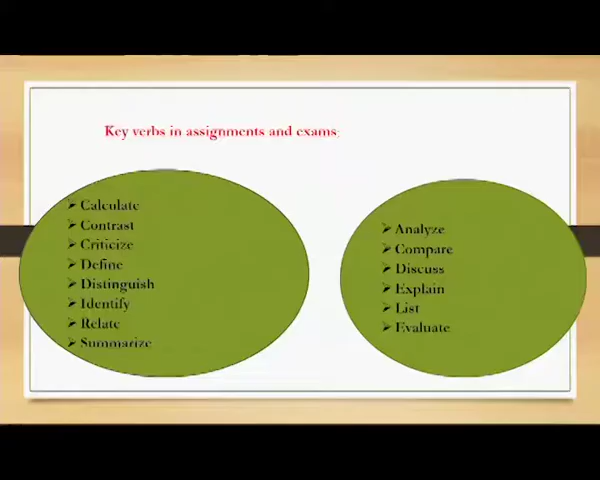 Key verbs in assignments and exams:
➢ Calculate
➢ Contrast
➢ Criticize
➢ Define
➢ Distinguish
➢ Identify
➢ Relate
➢ Summarize
➢ Analyze
➢ Compare
➢ Discuss
➢ Explain
➢ List
➢ Evaluate